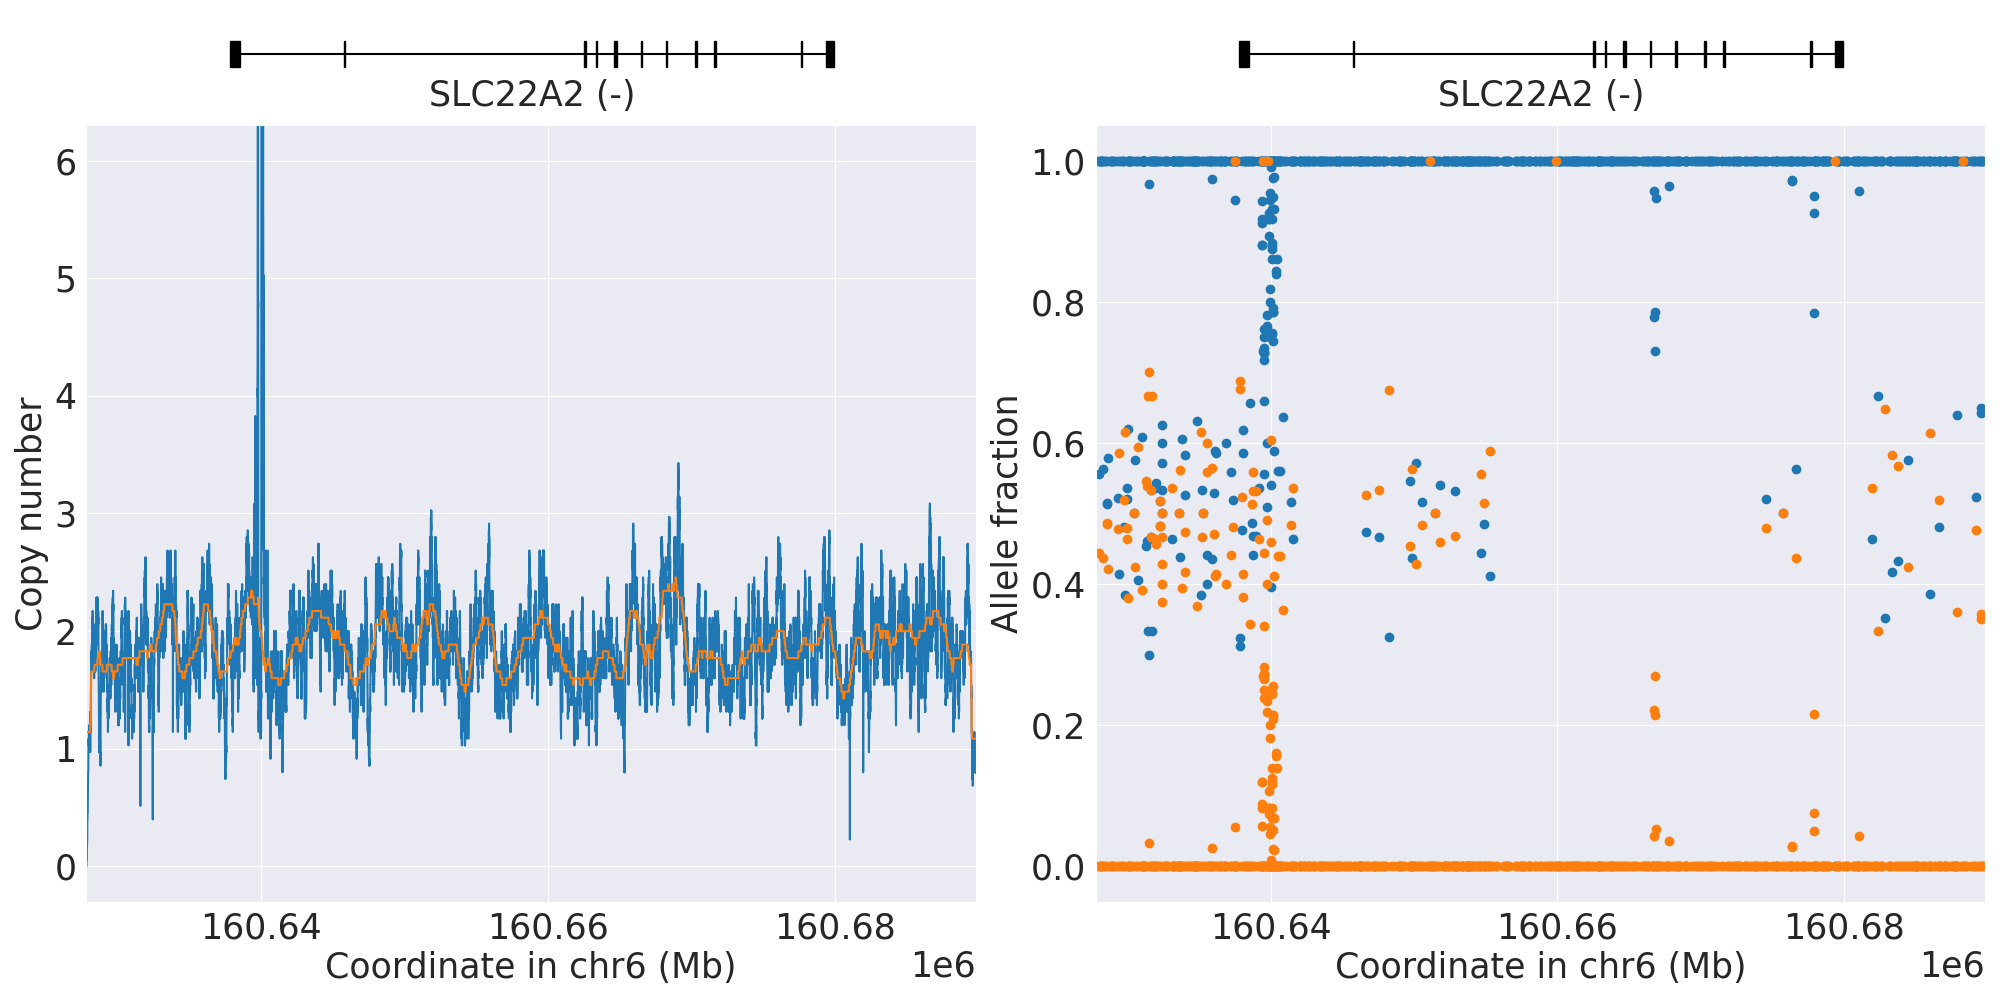 SLC22A2 (-)
Copy number
6
5
4
3
2
1
0
160.64
160.66
160.68
Coordinate in chr6 (Mb)
1e6
SLC22A2 (-)
Allele fraction
1.0
0.8
0.6
0.4
0.2
0.0
160.64
160.66
160.68
Coordinate in chr6 (Mb)
1e6